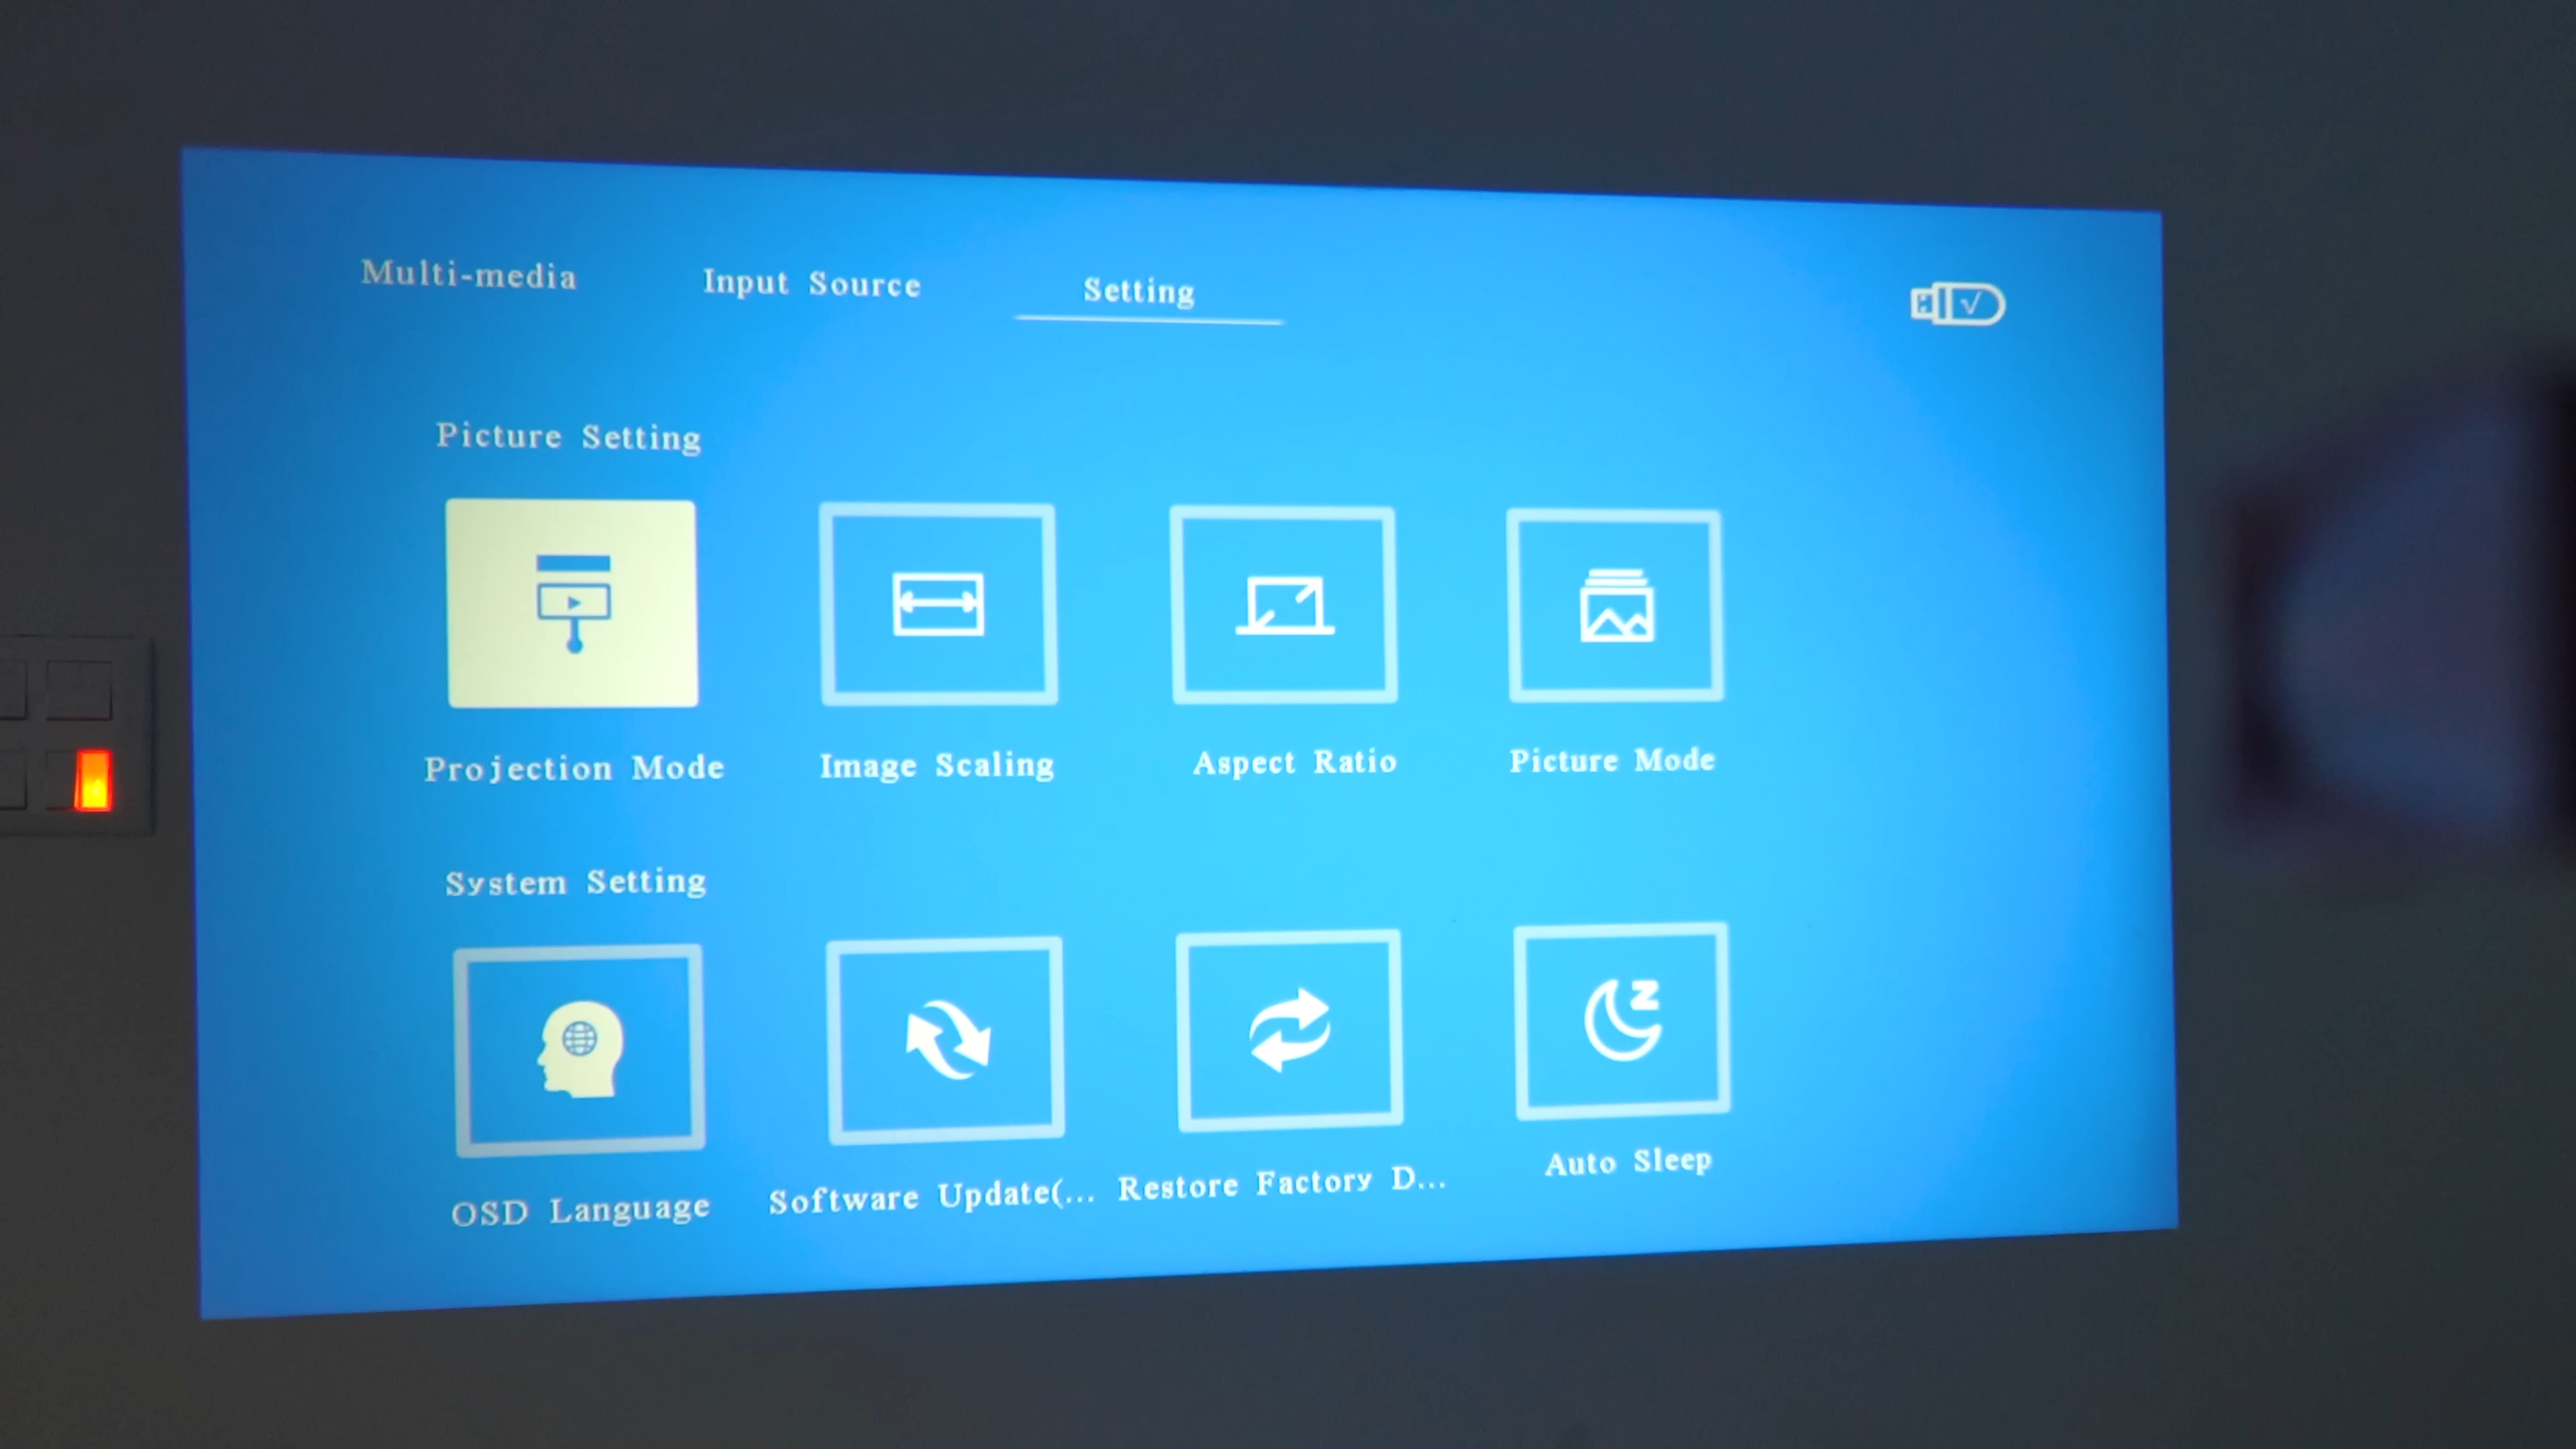 Multi-media Input Source Setting
Picture Setting
Projection Mode Image Scaling Aspect Ratio Picture Mode
System Setting
OSD Language Software Update(... Restore Factory D... Auto Sleep